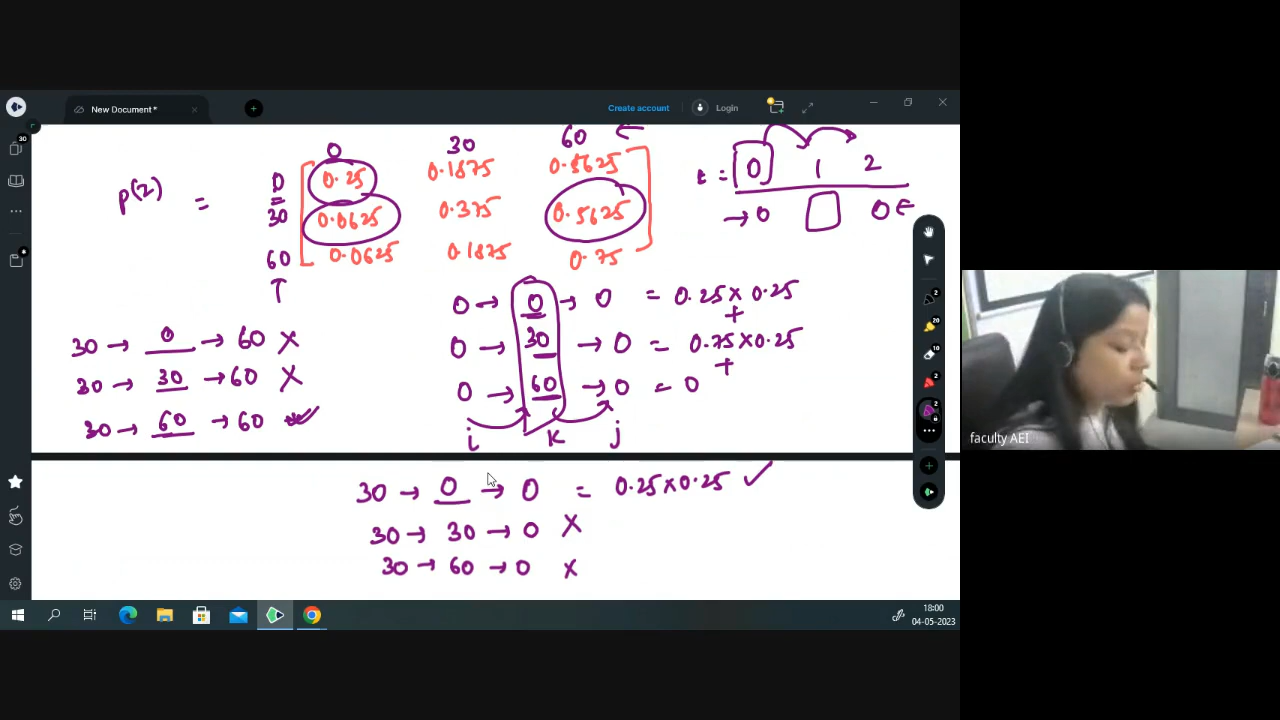 New Document*
Create account
Login
0 30 60 ←
P(2) =
0 0.25 0.1875 0.5625
30 0.0625 0.375 0.5625
60 0.0625 0.1875 0.75
t = 0 1 2
→ 0 0 ←
0 → 0 → 0 = 0.25 × 0.25
+
0 → 30 → 0 = 0.75 × 0.25
+
0 → 60 → 0 = 0
i k j
30 → 0 → 60 ×
30 → 30 → 60 ×
30 → 60 → 60 ✓
30 → 0 → 0 = 0.25 × 0.25 ✓
30 → 30 → 0 ×
30 → 60 → 0 ×
faculty AEI
18:00
04-05-2023